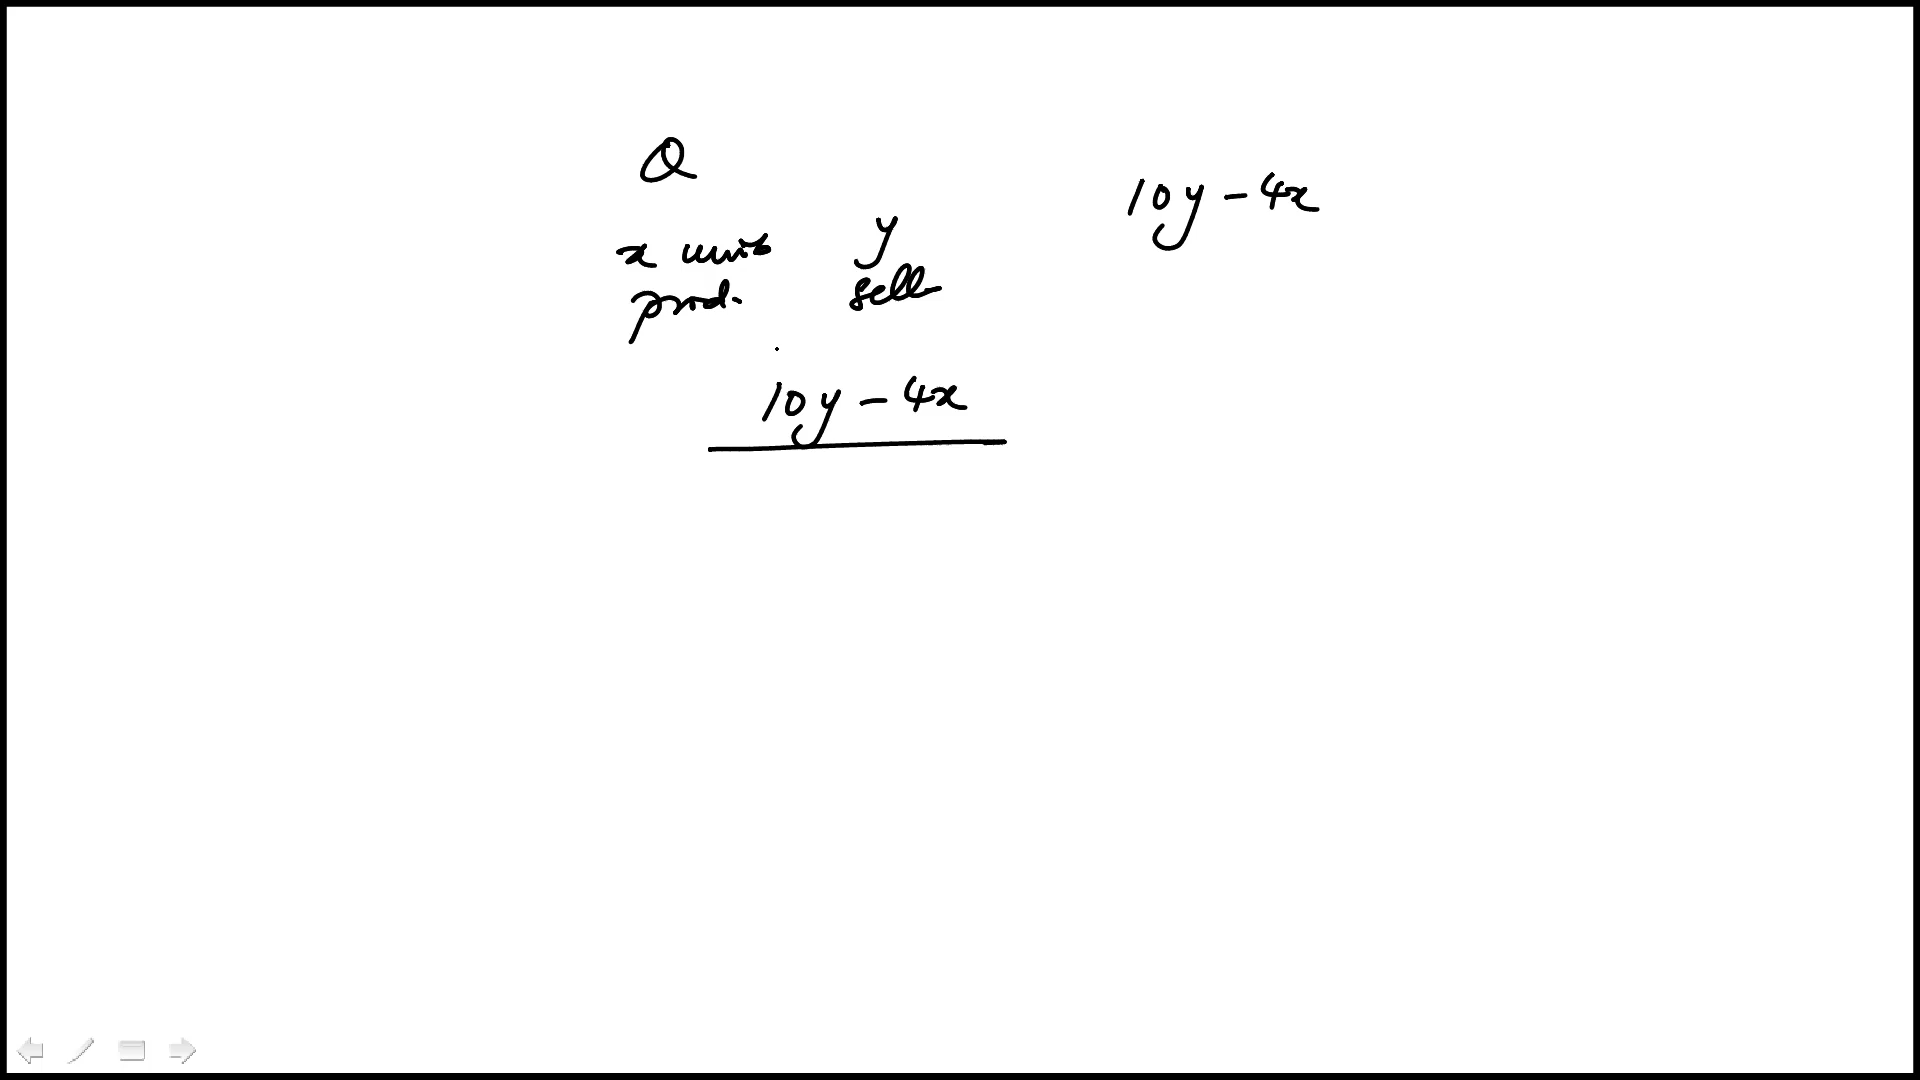 Q
10y - 4x
x units y
prod. sell
10y - 4x